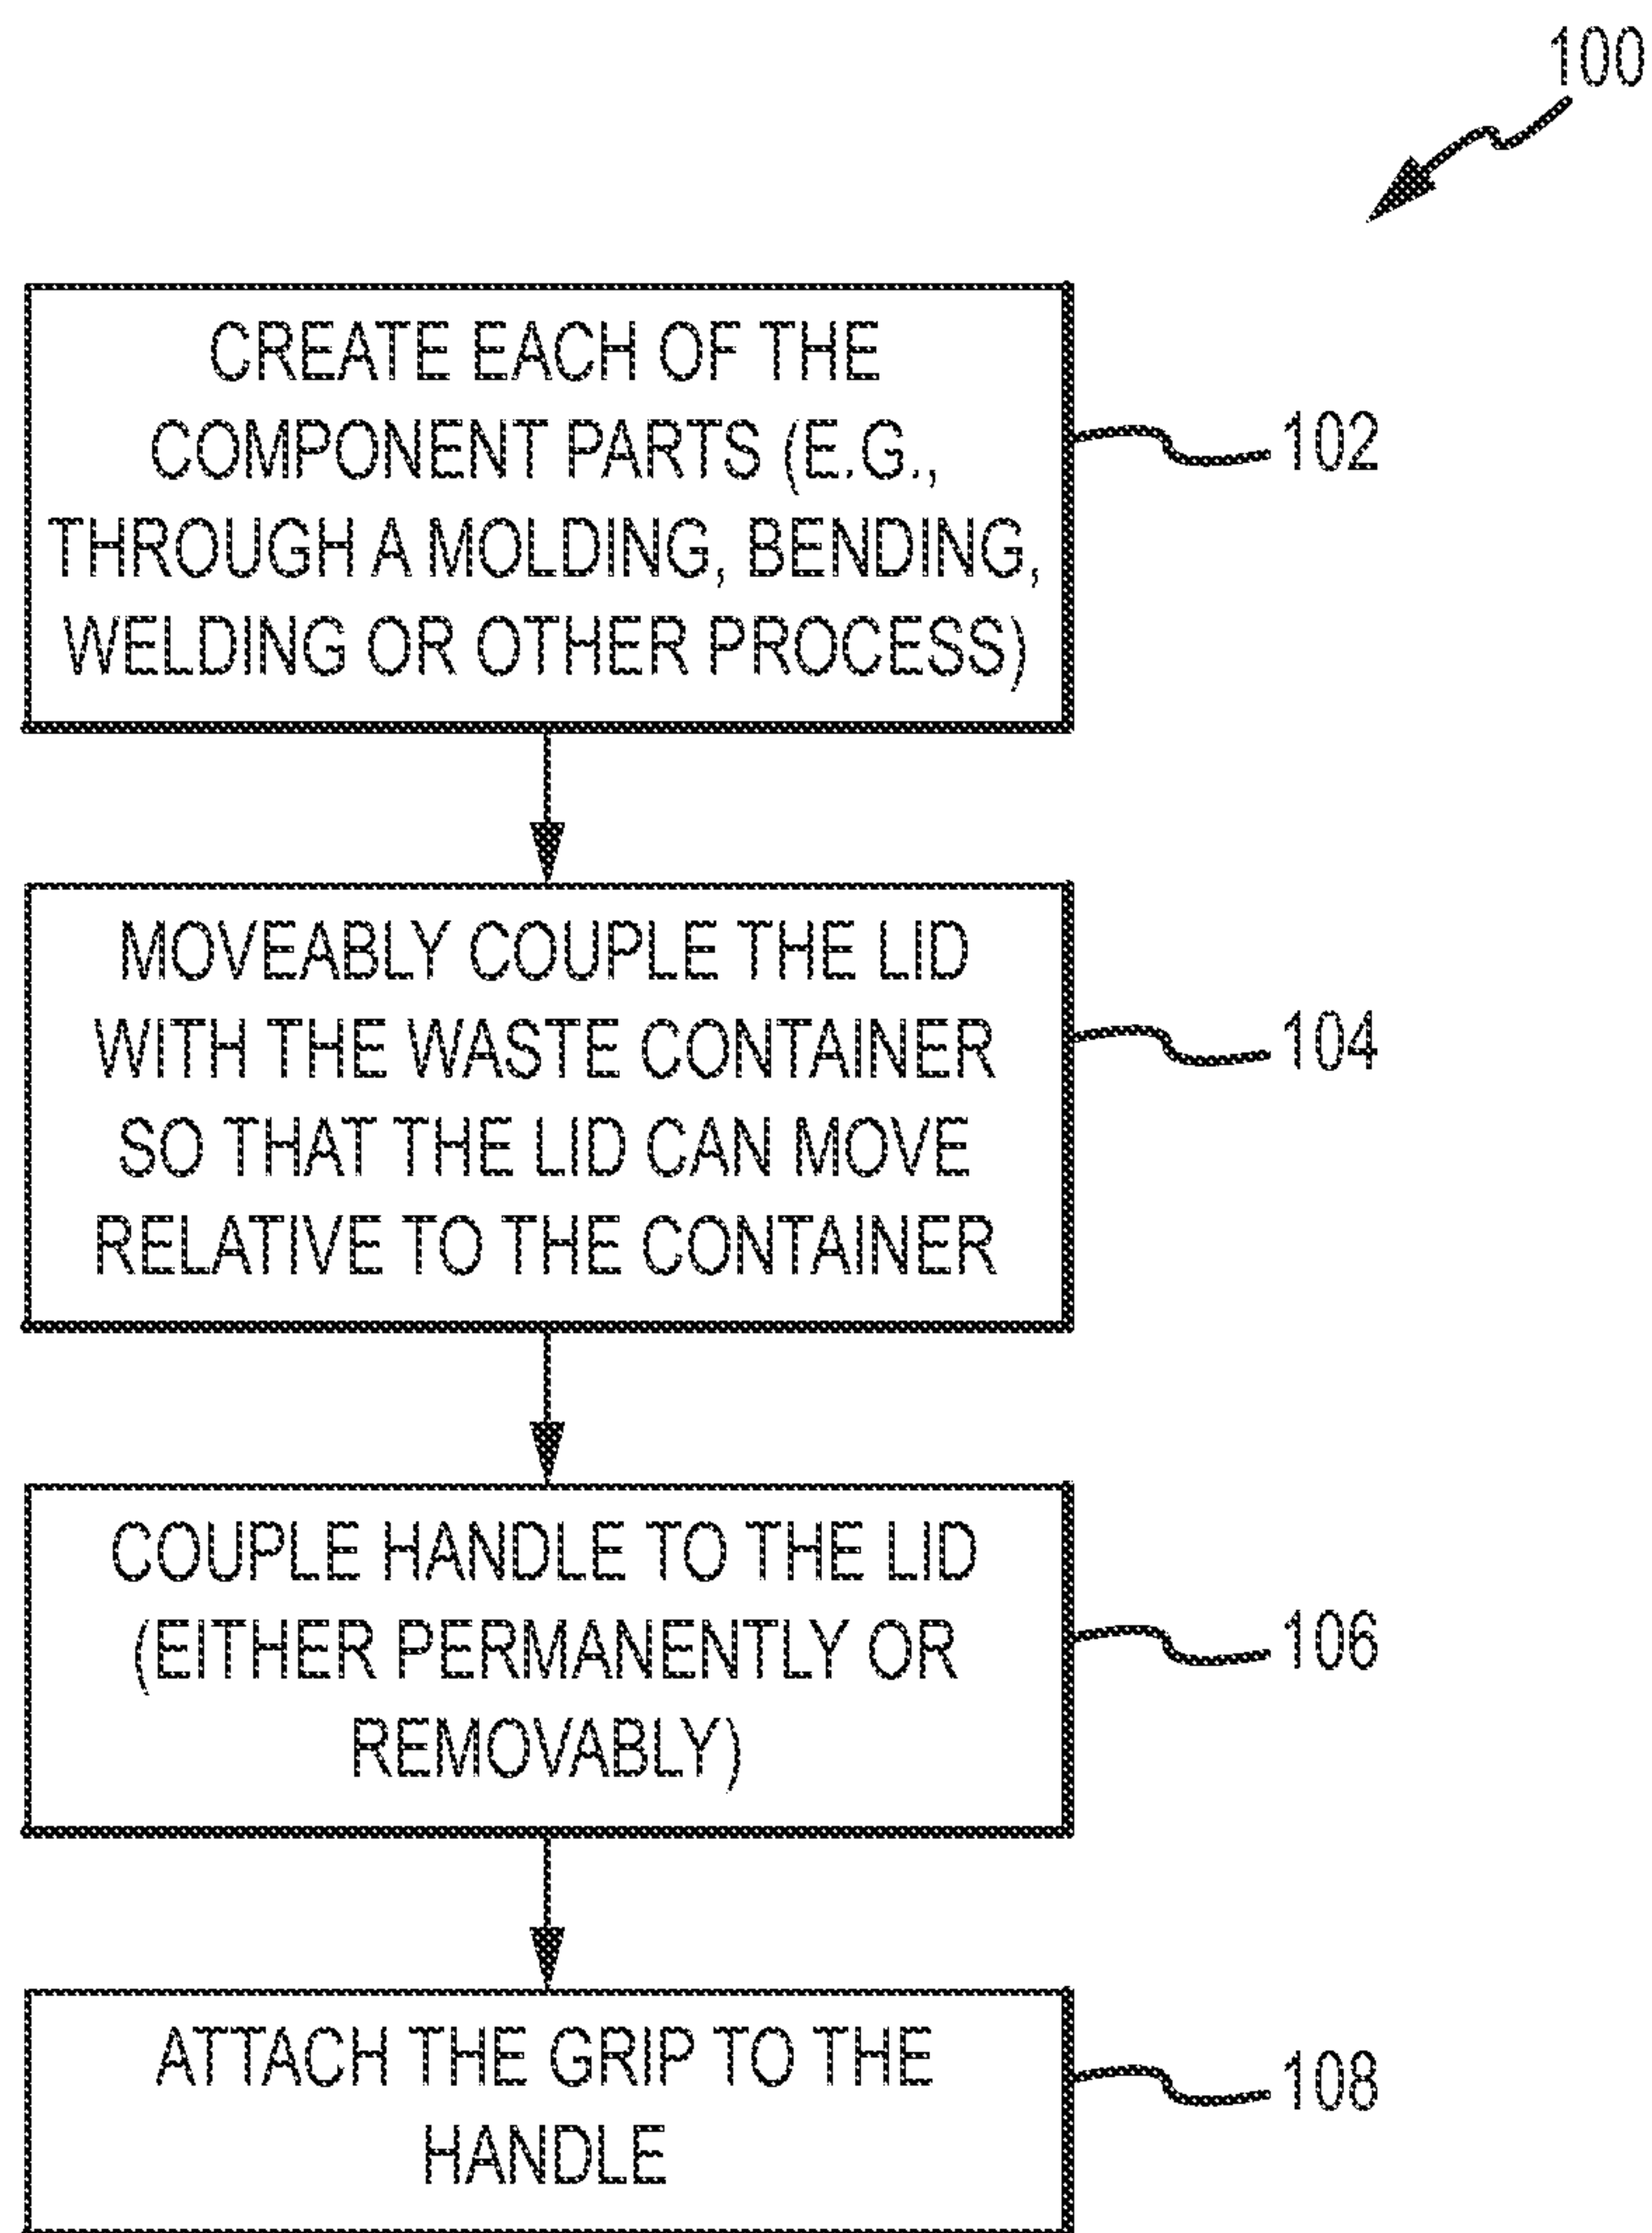 100
CREATE EACH OF THE
COMPONENT PARTS (E.G.,
THROUGH A MOLDING, BENDING,
WELDING OR OTHER PROCESS)
102
MOVEABLY COUPLE THE LID
WITH THE WASTE CONTAINER
SO THAT THE LID CAN MOVE
RELATIVE TO THE CONTAINER
104
COUPLE HANDLE TO THE LID
(EITHER PERMANENTLY OR
REMOVABLY)
106
ATTACH THE GRIP TO THE
HANDLE
108